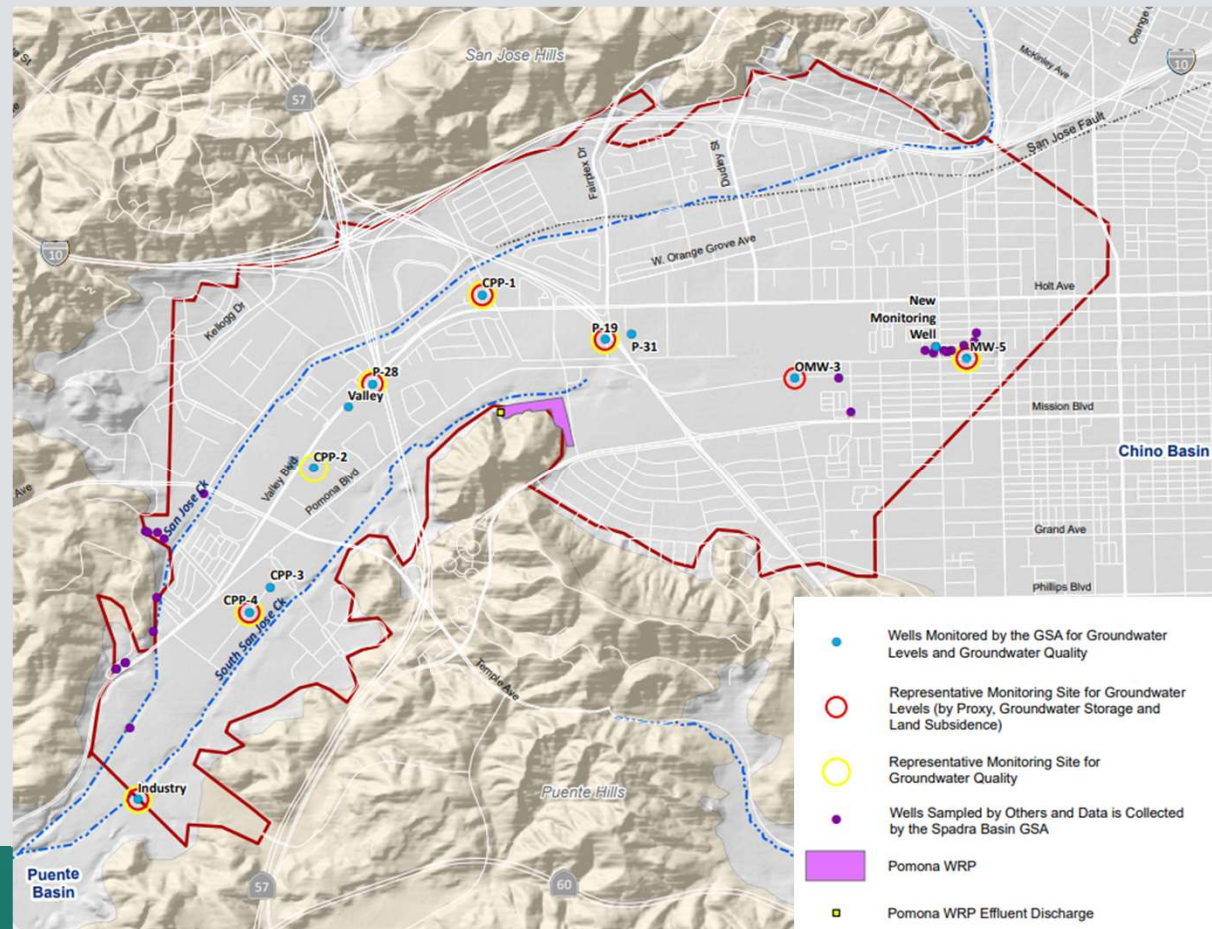 San Jose Hills
McKinley Ave
Orange
10
57
San Jose Fault
Fairplex Dr
Dudley St
10
W. Orange Grove Ave
CPP-1
Holt Ave
Kellogg Dr
New
Monitoring
Well
P-19
P-31
MW-5
P-28
OMW-3
Valley
Mission Blvd
CPP-2
Chino Basin
Valley Blvd
Pomona Blvd
Ave
San Jose Ck
Grand Ave
CPP-3
Phillips Blvd
CPP-4
South San Jose Ck
Temple Ave
Industry
Puente Hills
Puente
Basin
57
60
Wells Monitored by the GSA for Groundwater
Levels and Groundwater Quality
Representative Monitoring Site for Groundwater
Levels (by Proxy, Groundwater Storage and
Land Subsidence)
Representative Monitoring Site for
Groundwater Quality
Wells Sampled by Others and Data is Collected
by the Spadra Basin GSA
Pomona WRP
Pomona WRP Effluent Discharge